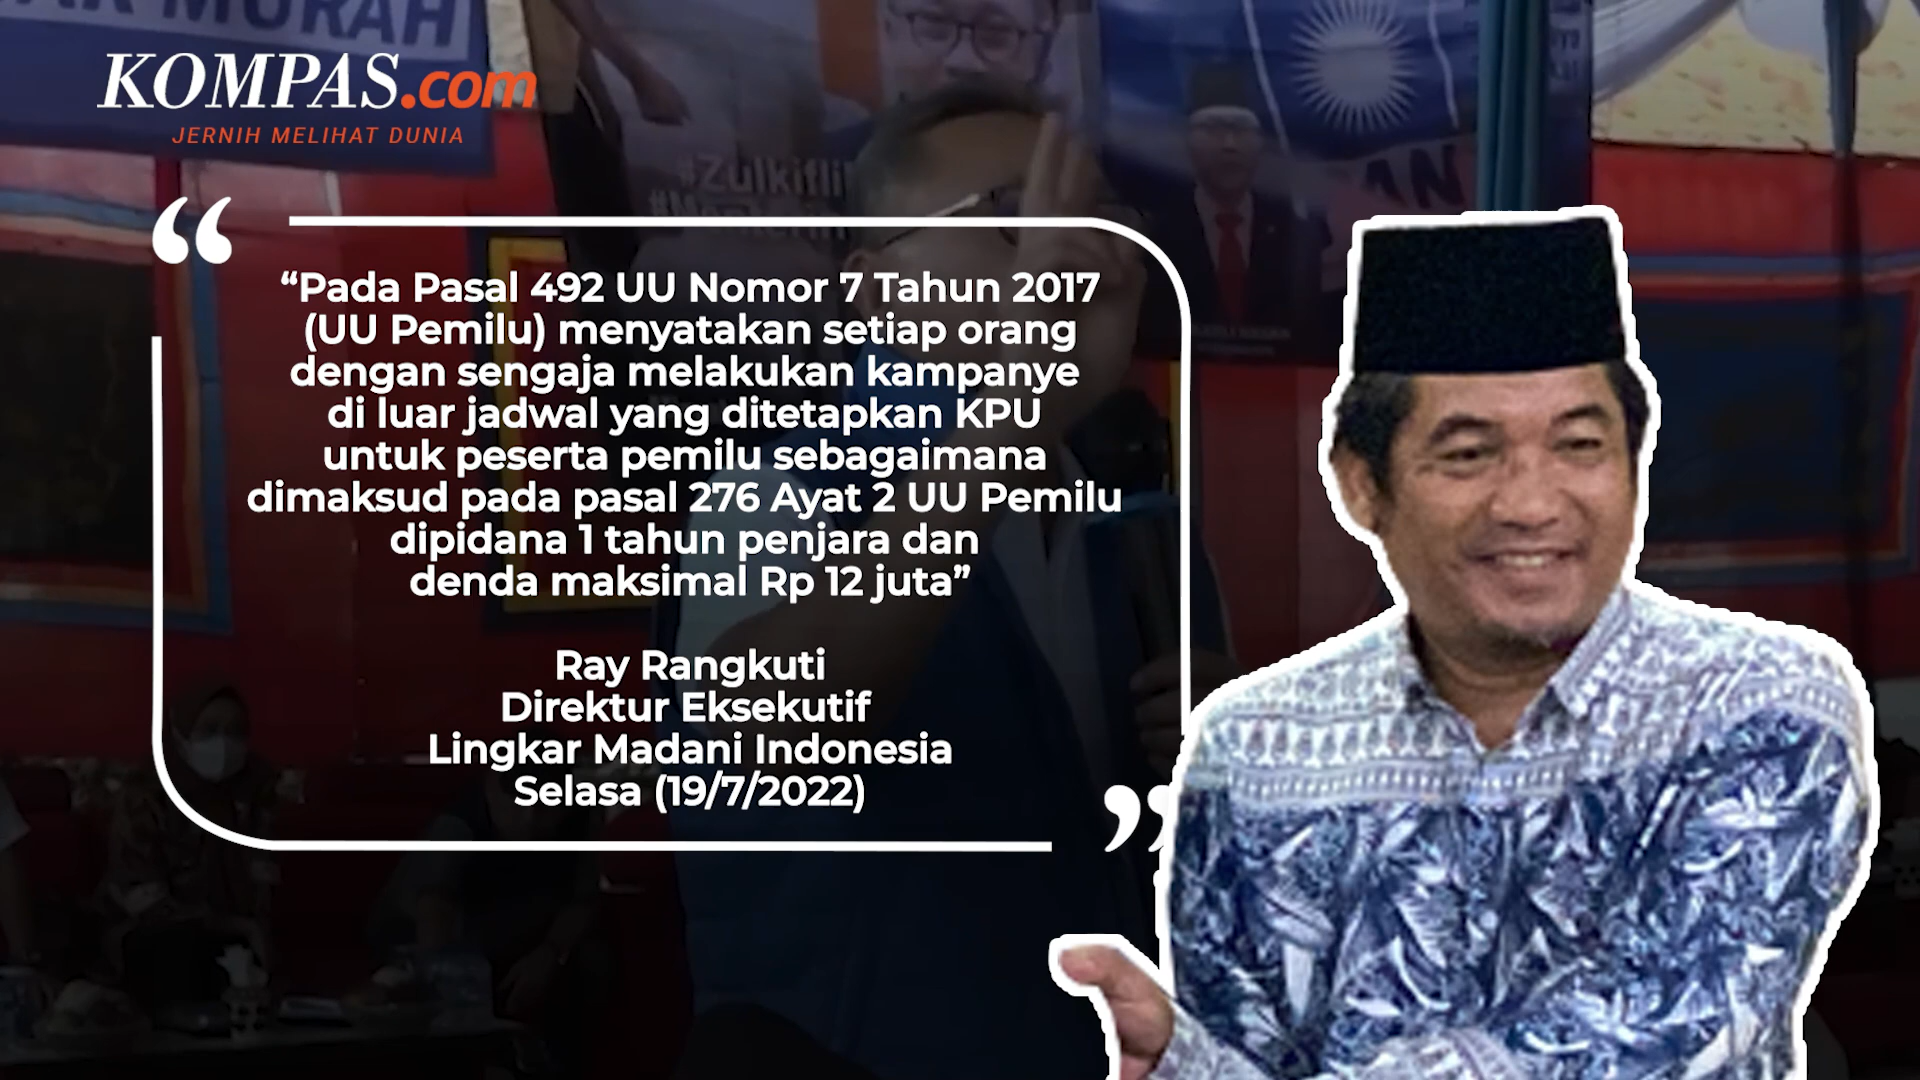 MURAH
KOMPAS.com
JERNIH MELIHAT DUNIA
#Zulkifli
“Pada Pasal 492 UU Nomor 7 Tahun 2017
(UU Pemilu) menyatakan setiap orang
dengan sengaja melakukan kampanye
di luar jadwal yang ditetapkan KPU
untuk peserta pemilu sebagaimana
dimaksud pada pasal 276 Ayat 2 UU Pemilu
dipidana 1 tahun penjara dan
denda maksimal Rp 12 juta”
Ray Rangkuti
Direktur Eksekutif
Lingkar Madani Indonesia
Selasa (19/7/2022)